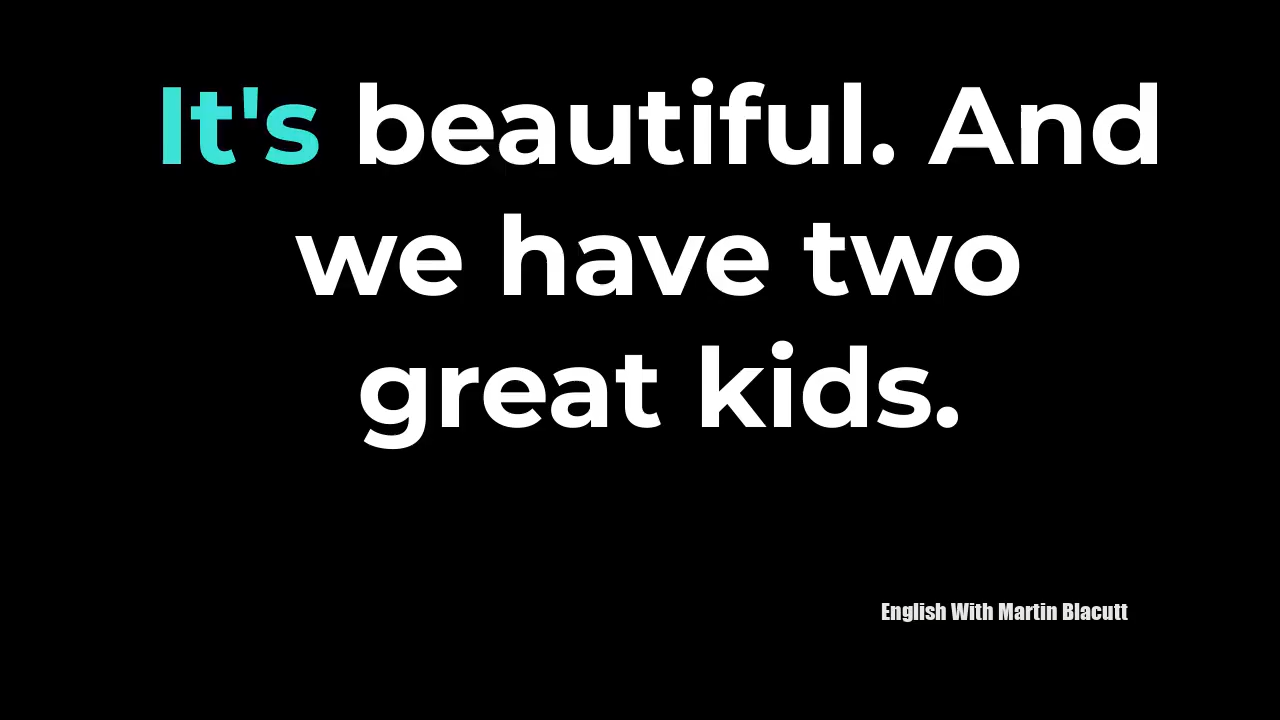 It's beautiful. And
we have two
great kids.
English With Martin Blacutt